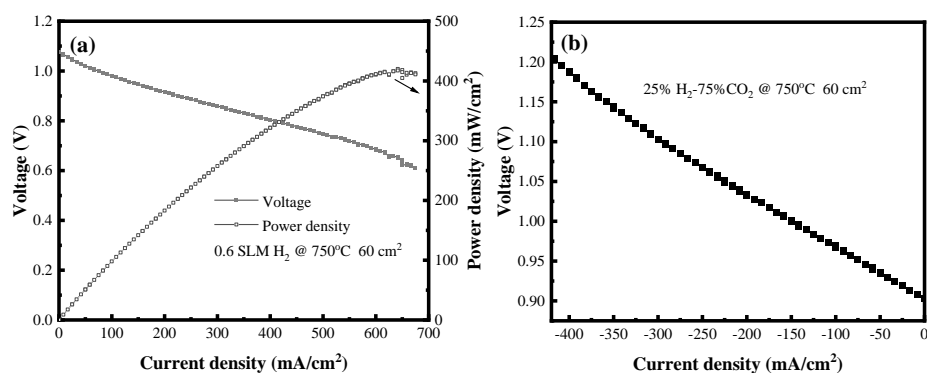 (a)
Voltage (V)
1.2
1.0
0.8
0.6
0.4
0.2
0.0
500
400
300
200
100
0
Power density (mW/cm²)
Voltage
Power density
0.6 SLM H₂ @ 750°C 60 cm²
0 100 200 300 400 500 600 700
Current density (mA/cm²)
(b)
Voltage (V)
1.25
1.20
1.15
1.10
1.05
1.00
0.95
0.90
25% H₂-75%CO₂ @ 750°C 60 cm²
-400 -350 -300 -250 -200 -150 -100 -50 0
Current density (mA/cm²)